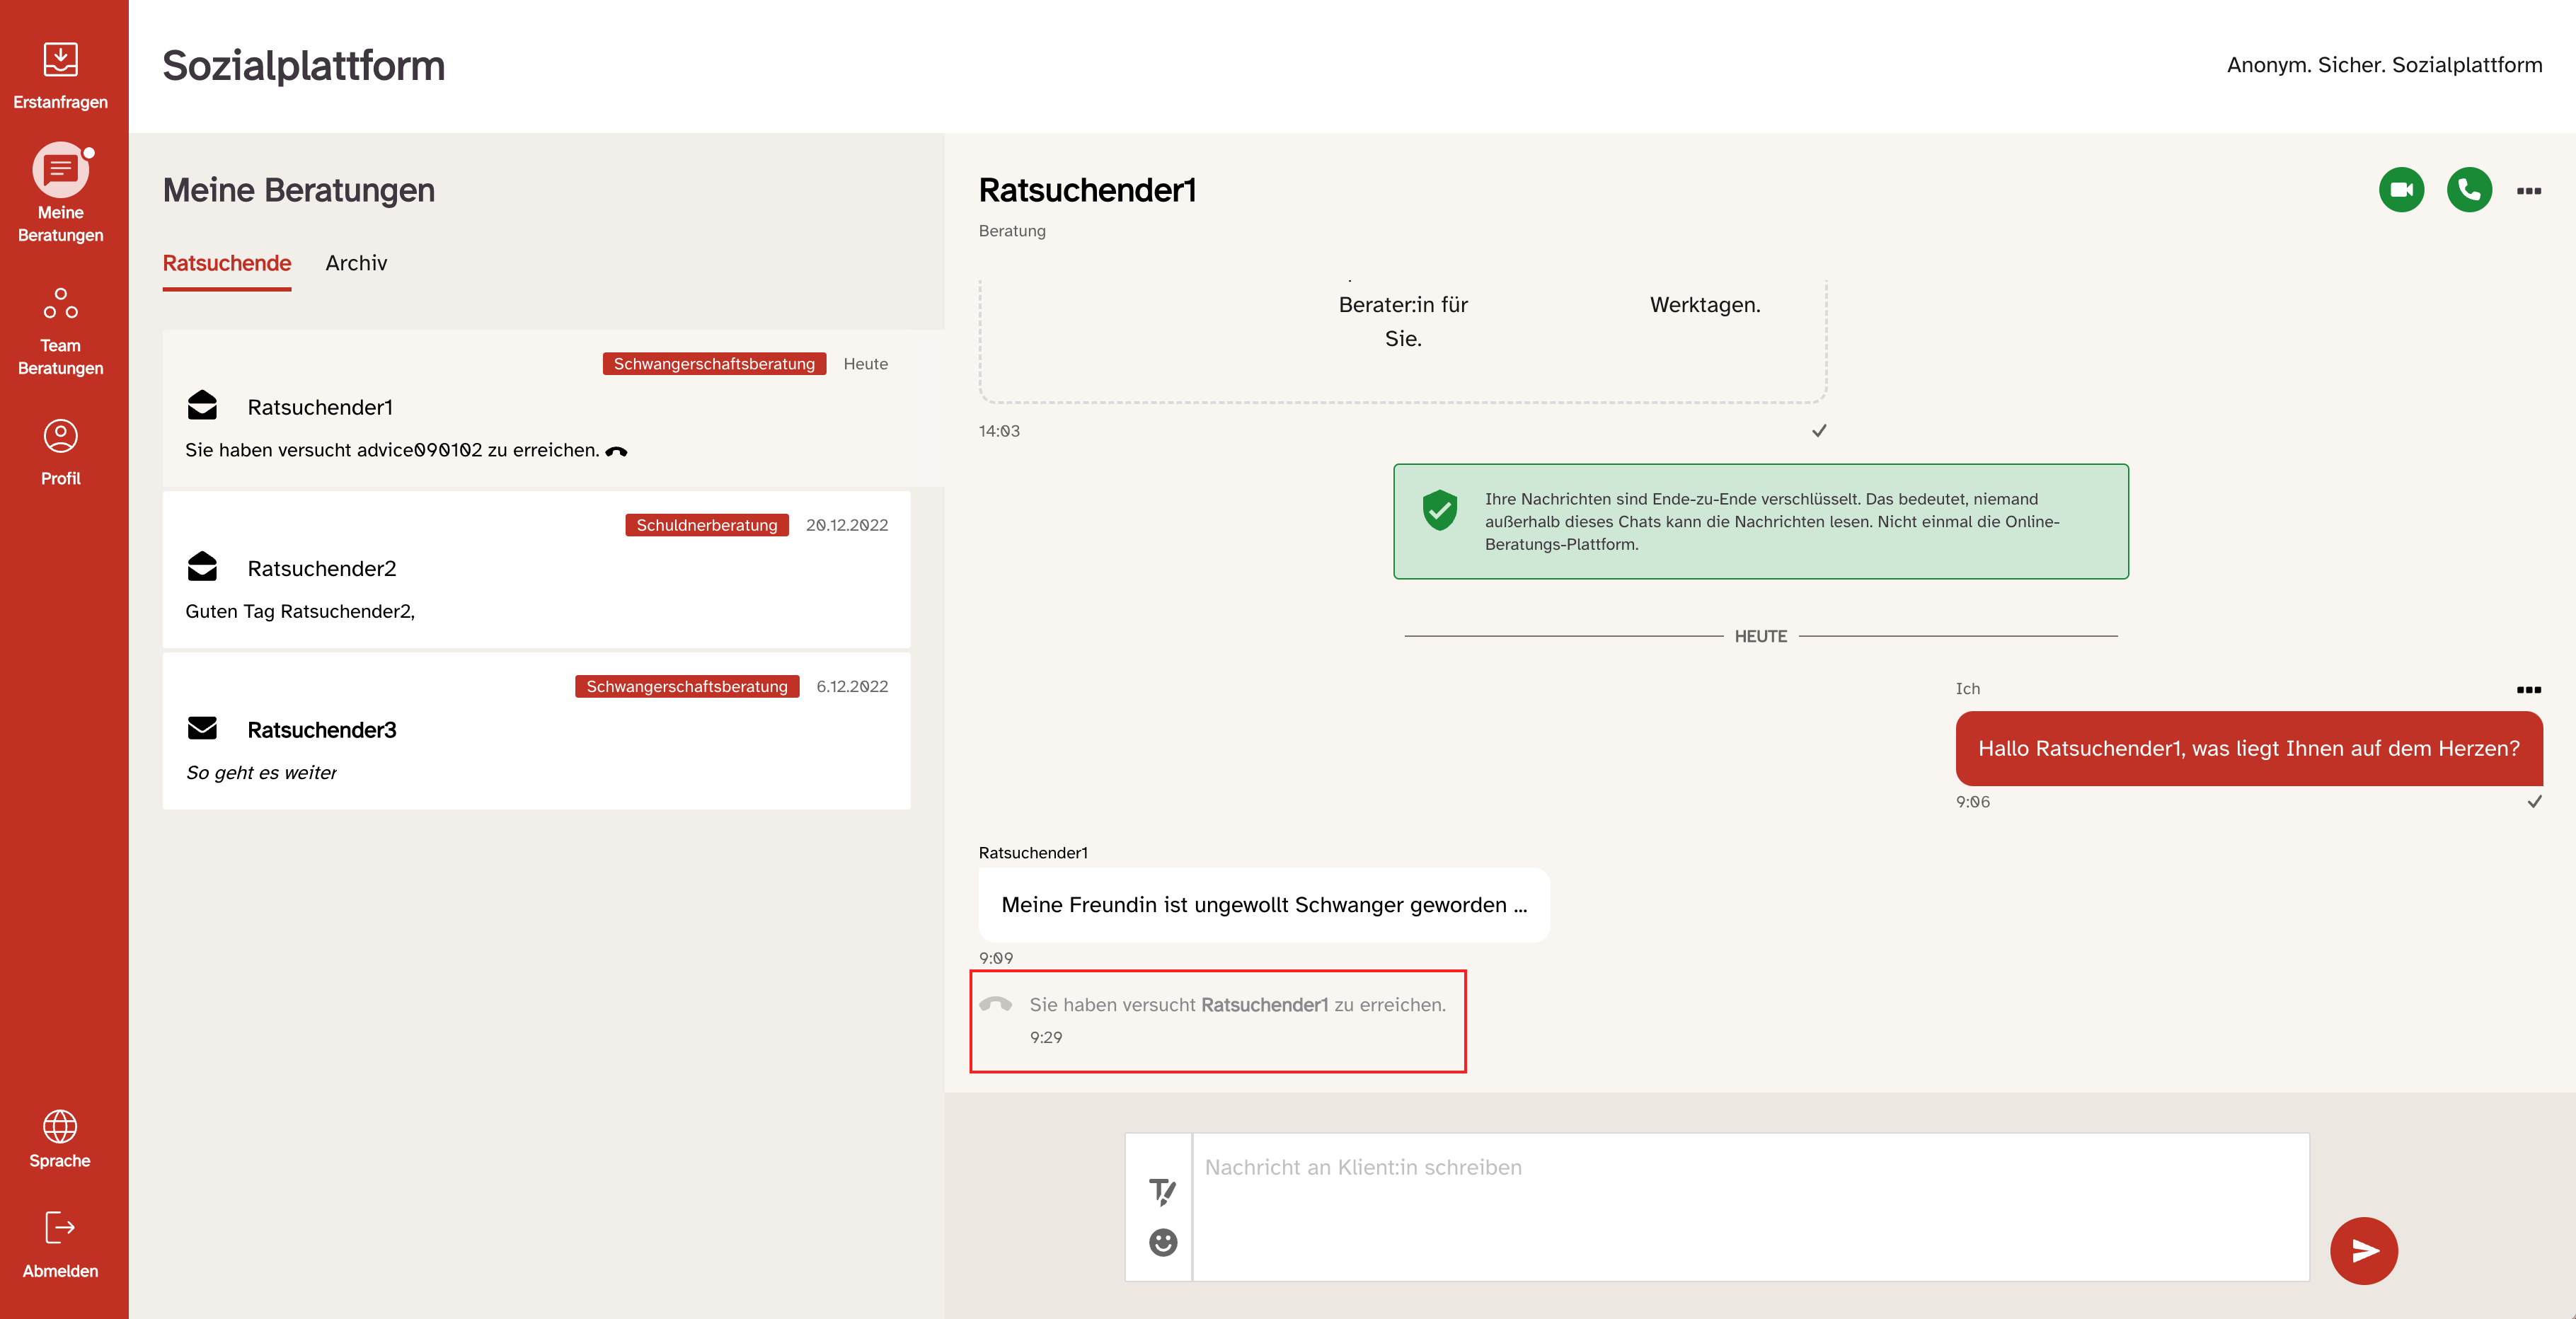 Erstanfragen
Meine
Beratungen
Team
Beratungen
Profil
Sprache
Abmelden
Sozialplattform
Anonym. Sicher. Sozialplattform
Meine Beratungen
Ratsuchende
Archiv
Schwangerschaftsberatung
Heute
Ratsuchender1
Sie haben versucht advice090102 zu erreichen.
Schuldnerberatung
20.12.2022
Ratsuchender2
Guten Tag Ratsuchender2,
Schwangerschaftsberatung
6.12.2022
Ratsuchender3
So geht es weiter
Ratsuchender1
Beratung
Berater:in für
Sie.
Werktagen.
14:03
Ihre Nachrichten sind Ende-zu-Ende verschlüsselt. Das bedeutet, niemand
außerhalb dieses Chats kann die Nachrichten lesen. Nicht einmal die Online-
Beratungs-Plattform.
HEUTE
Ich
Hallo Ratsuchender1, was liegt Ihnen auf dem Herzen?
9:06
Ratsuchender1
Meine Freundin ist ungewollt Schwanger geworden ...
9:09
Sie haben versucht Ratsuchender1 zu erreichen.
9:29
Nachricht an Klient:in schreiben